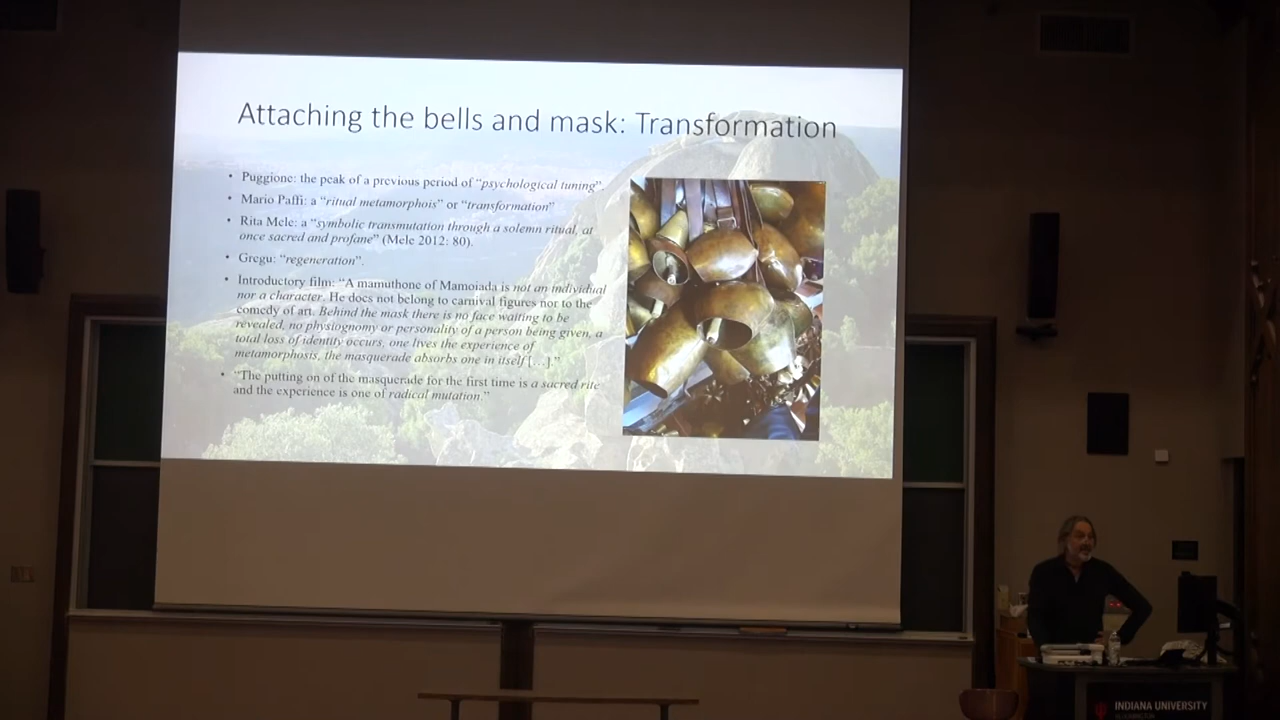 Attaching the bells and mask: Transformation
• Puggione: the peak of a previous period of “psychological tuning”.
• Mario Paffi: a “ritual metamorphois” or “transformation”
• Rita Mele: a “symbolic transmutation through a solemn ritual, at
once sacred and profane” (Mele 2012: 80).
• Gregu: “regeneration”.
• Introductory film: “A mamuthone of Mamoiada is not an individual
nor a character. He does not belong to carnival figures nor to the
comedy of art. Behind the mask there is no face waiting to be
revealed, no physiognomy or personality of a person being given, a
total loss of identity occurs, one lives the experience of
metamorphosis, the masquerade absorbs one in itself […].”
• “The putting on of the masquerade for the first time is a sacred rite
and the experience is one of radical mutation.”
INDIANA UNIVERSITY